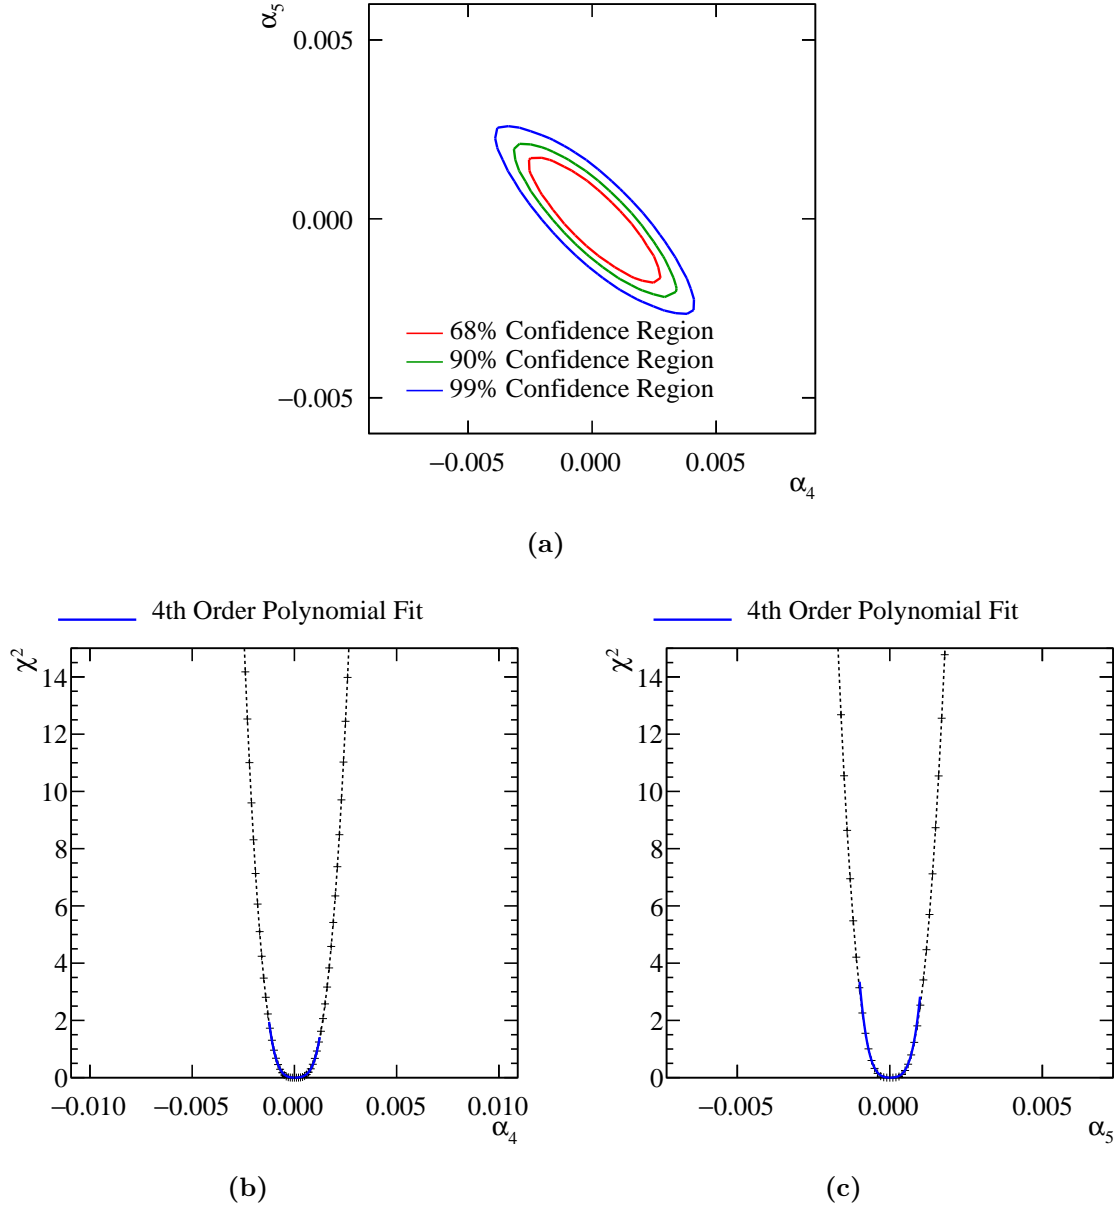 α5
0.005
0.000
−0.005
68% Confidence Region
90% Confidence Region
99% Confidence Region
−0.005 0.000 0.005
α4
(a)
4th Order Polynomial Fit
χ2
14
12
10
8
6
4
2
0
−0.010 −0.005 0.000 0.005 0.010
α4
(b)
4th Order Polynomial Fit
χ2
14
12
10
8
6
4
2
0
−0.005 0.000 0.005
α5
(c)